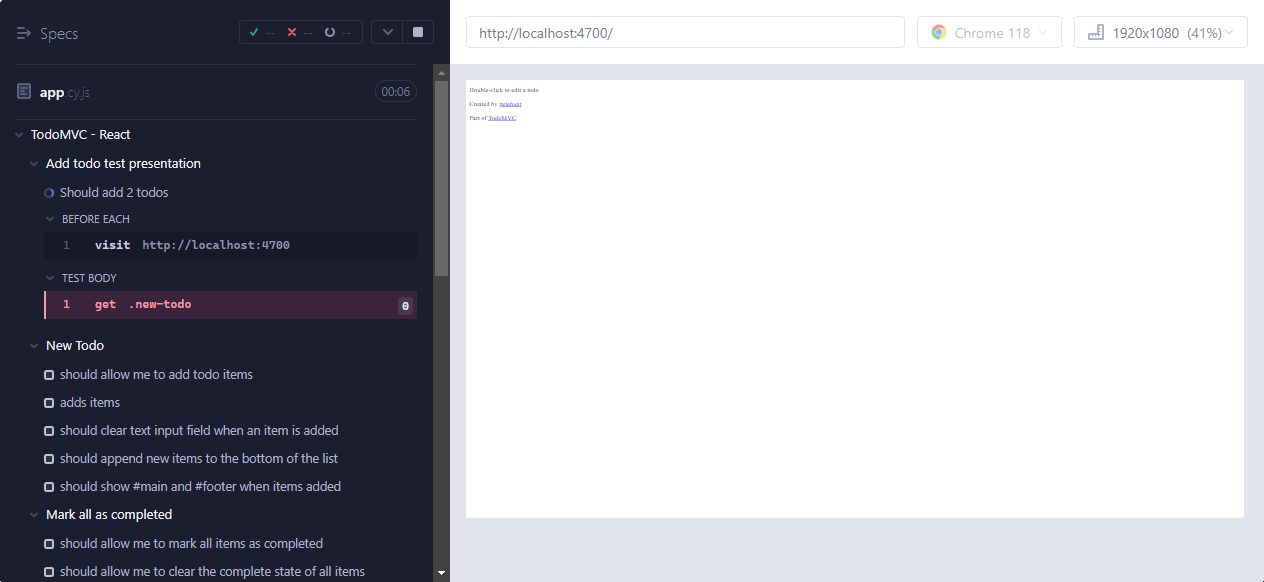 Specs
-- -- --
app.cy.js
00:06
TodoMVC - React
Add todo test presentation
Should add 2 todos
BEFORE EACH
1 visit http://localhost:4700
TEST BODY
1 get .new-todo 0
New Todo
should allow me to add todo items
adds items
should clear text input field when an item is added
should append new items to the bottom of the list
should show #main and #footer when items added
Mark all as completed
should allow me to mark all items as completed
should allow me to clear the complete state of all items
http://localhost:4700/
Chrome 118
1920x1080 (41%)
Double-click to edit a todo
Created by petehunt
Part of TodoMVC